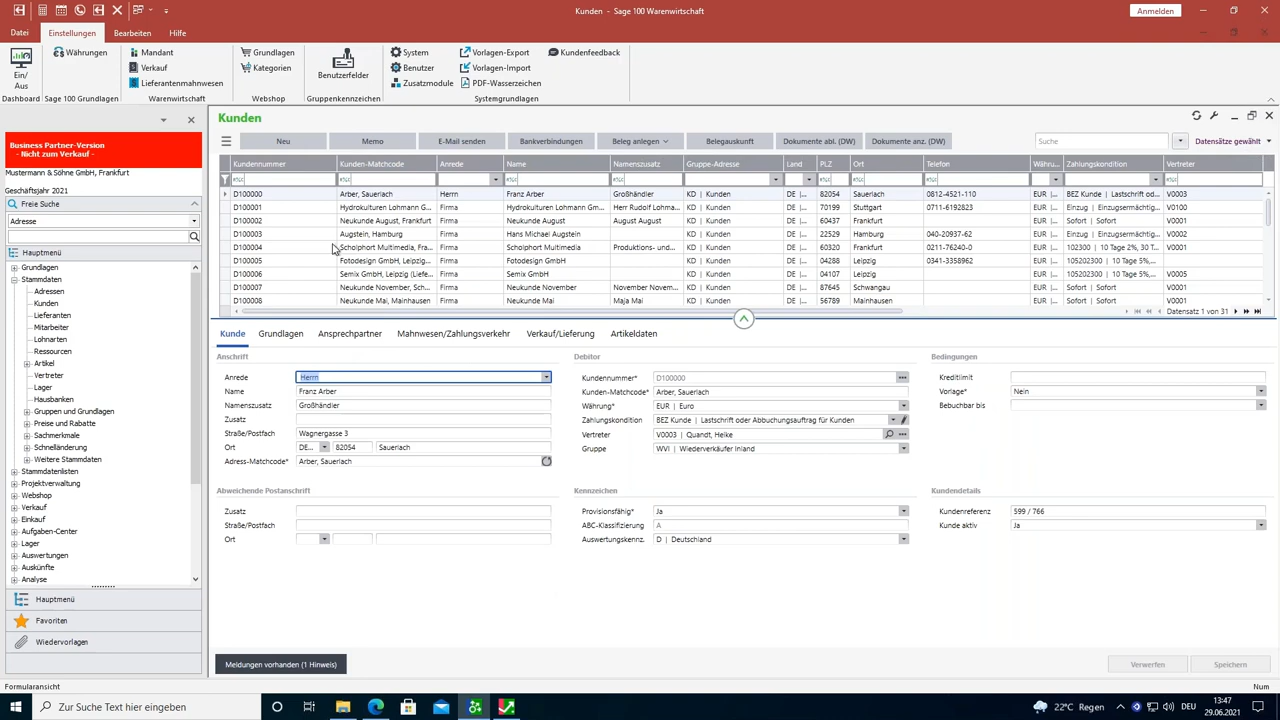 Kunden - Sage 100 Warenwirtschaft
Anmelden
Datei Einstellungen Bearbeiten Hilfe
Ein/
Aus
Währungen
Mandant
Verkauf
Lieferantenmahnwesen
Grundlagen
Kategorien
Benutzerfelder
System
Benutzer
Zusatzmodule
Vorlagen-Export
Vorlagen-Import
PDF-Wasserzeichen
Kundenfeedback
Dashboard Sage 100 Grundlagen Warenwirtschaft Webshop Gruppenkennzeichen Systemgrundlagen
Business Partner-Version
- Nicht zum Verkauf -
Mustermann & Söhne GmbH, Frankfurt
Geschäftsjahr 2021
Freie Suche
Adresse
Hauptmenü
Grundlagen
Stammdaten
Adressen
Kunden
Lieferanten
Mitarbeiter
Lohnarten
Ressourcen
Artikel
Vertreter
Lager
Hausbanken
Gruppen und Grundlagen
Preise und Rabatte
Sachmerkmale
Schnelländerung
Weitere Stammdaten
Stammdatenlisten
Projektverwaltung
Webshop
Verkauf
Einkauf
Aufgaben-Center
Lager
Auswertungen
Auskünfte
Analyse
Hauptmenü
Favoriten
Wiedervorlagen
Kunden
Neu Memo E-Mail senden Bankverbindungen Beleg anlegen Belegauskunft Dokumente abl. (DW) Dokumente anz. (DW) Suche Datensätze gewählt
Kundennummer Kunden-Matchcode Anrede Name Namenszusatz Gruppe-Adresse Land PLZ Ort Telefon Währu... Zahlungskondition Vertreter
D100000 Arber, Sauerlach Herrn Franz Arber Großhändler KD | Kunden DE |... 82054 Sauerlach 0812-4521-110 EUR |... BEZ Kunde | Lastschrift od... V0003
D100001 Hydrokulturen Lohmann G... Firma Hydrokulturen Lohmann G... Herr Rudolf Lohma... KD | Kunden DE |... 70199 Stuttgart 0711-6192823 EUR |... Einzug | Einzugsermächtig... V0001
D100002 Neukunde August, Frankfurt Firma Neukunde August August August KD | Kunden DE |... 60437 Frankfurt EUR |... Sofort | Sofort V0001
D100003 Augstein, Hamburg Firma Hans Michael Augstein KD | Kunden DE |... 22529 Hamburg 040-20937-62 EUR |... Einzug | Einzugsermächtig... V0002
D100004 Scholphort Multimedia, Fra... Firma Scholphort Multimedia Produktions- und... KD | Kunden DE |... 60320 Frankfurt 0211-76240-0 EUR |... 102300 | 10 Tage 2%, 30 T... V0001
D100005 Fotodesign GmbH, Leipzig... Firma Fotodesign GmbH KD | Kunden DE |... 04288 Leipzig 0341-3358962 EUR |... 105202300 | 10 Tage 5%,...
D100006 Semix GmbH, Leipzig (Liefe... Firma Semix GmbH KD | Kunden DE |... 04107 Leipzig EUR |... 105202300 | 10 Tage 5%,... V0005
D100007 Neukunde November, Sch... Firma Neukunde November November Novem... KD | Kunden DE |... 87645 Schwangau EUR |... Sofort | Sofort V0001
D100008 Neukunde Mai, Mainhausen Firma Neukunde Mai Maja Mai KD | Kunden DE |... 56789 Mainhausen EUR |... Sofort | Sofort V0001
Datensatz 1 von 31
Kunde Grundlagen Ansprechpartner Mahnwesen/Zahlungsverkehr Verkauf/Lieferung Artikeldaten
Anschrift
Anrede Herrn
Name Franz Arber
Namenszusatz Großhändler
Zusatz
Straße/Postfach Wagnergasse 3
Ort DE... 82054 Sauerlach
Adress-Matchcode* Arber, Sauerlach
Abweichende Postanschrift
Zusatz
Straße/Postfach
Ort
Debitor
Kundennummer* D100000
Kunden-Matchcode* Arber, Sauerlach
Währung* EUR | Euro
Zahlungskondition BEZ Kunde | Lastschrift oder Abbuchungsauftrag für Kunden
Vertreter V0003 | Quandt, Heike
Gruppe WVI | Wiederverkäufer Inland
Kennzeichen
Provisionsfähig* Ja
ABC-Klassifizierung A
Auswertungskennz. D | Deutschland
Bedingungen
Kreditlimit
Vorlage* Nein
Bebuchbar bis
Kundendetails
Kundenreferenz 599 / 766
Kunde aktiv Ja
Meldungen vorhanden (1 Hinweis) Verwerfen Speichern
Formularansicht Num
Zur Suche Text hier eingeben
22°C Regen
DEU
13:47
29.06.2021